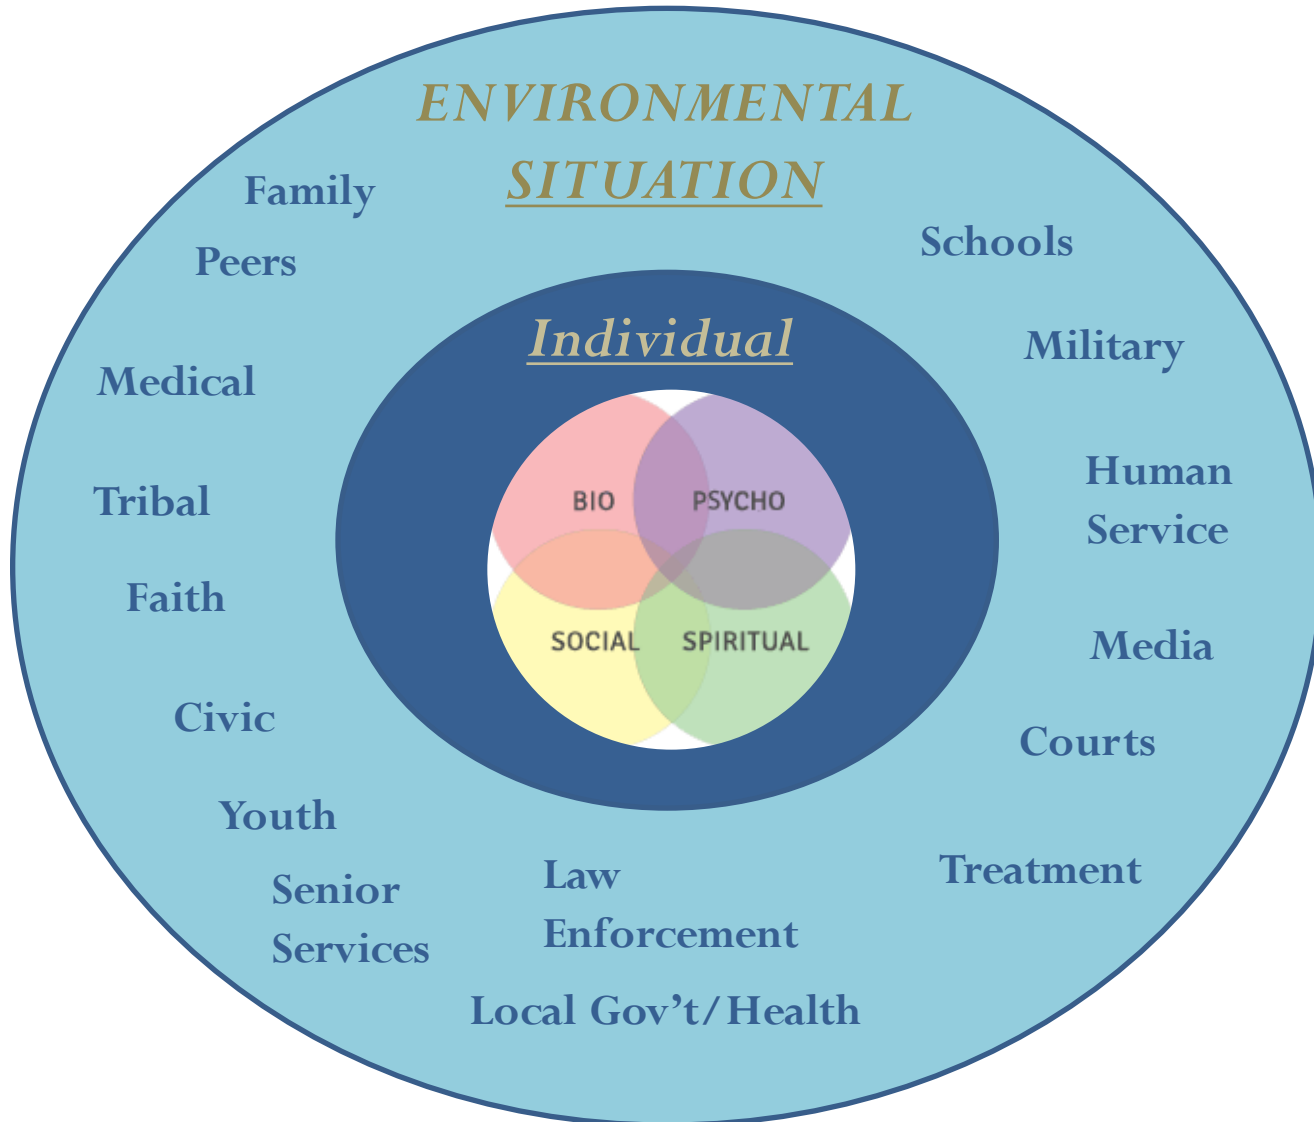 ENVIRONMENTAL
SITUATION
Family
Peers
Medical
Tribal
Faith
Civic
Youth
Senior
Services
Law
Enforcement
Local Gov't/Health
Schools
Military
Human
Service
Media
Courts
Treatment
Individual
BIO
PSYCHO
SOCIAL
SPIRITUAL